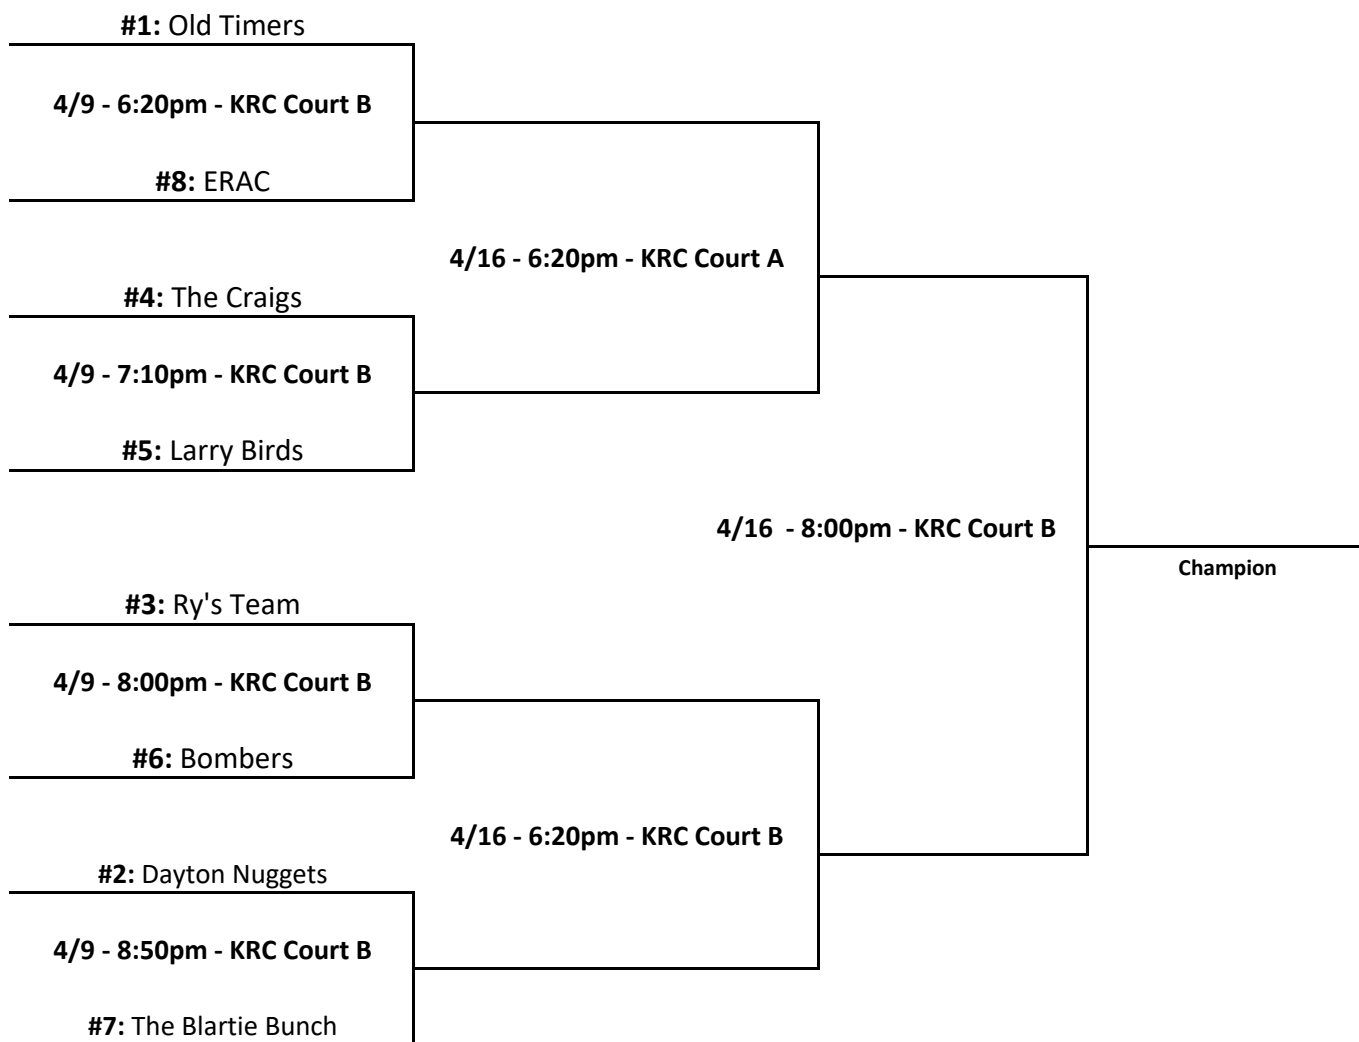 #1: Old Timers
4/9 - 6:20pm - KRC Court B
#8: ERAC
4/16 - 6:20pm - KRC Court A
#4: The Craigs
4/9 - 7:10pm - KRC Court B
#5: Larry Birds
4/16 - 8:00pm - KRC Court B
Champion
#3: Ry's Team
4/9 - 8:00pm - KRC Court B
#6: Bombers
4/16 - 6:20pm - KRC Court B
#2: Dayton Nuggets
4/9 - 8:50pm - KRC Court B
#7: The Blartie Bunch